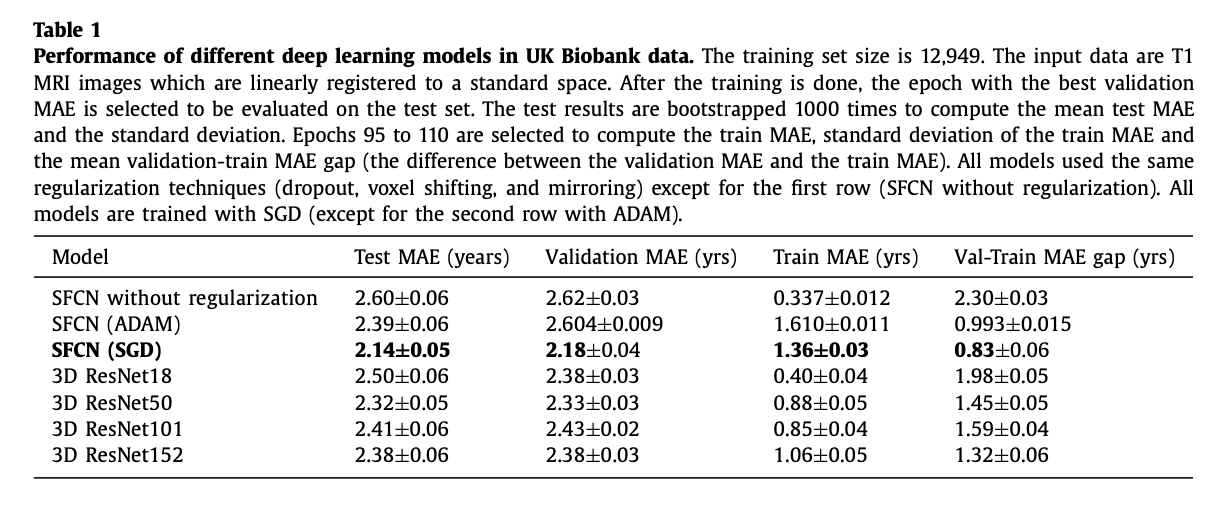 Table 1
Performance of different deep learning models in UK Biobank data. The training set size is 12,949. The input data are T1
MRI images which are linearly registered to a standard space. After the training is done, the epoch with the best validation
MAE is selected to be evaluated on the test set. The test results are bootstrapped 1000 times to compute the mean test MAE
and the standard deviation. Epochs 95 to 110 are selected to compute the train MAE, standard deviation of the train MAE and
the mean validation-train MAE gap (the difference between the validation MAE and the train MAE). All models used the same
regularization techniques (dropout, voxel shifting, and mirroring) except for the first row (SFCN without regularization). All
models are trained with SGD (except for the second row with ADAM).
Model Test MAE (years) Validation MAE (yrs) Train MAE (yrs) Val-Train MAE gap (yrs)
SFCN without regularization 2.60±0.06 2.62±0.03 0.337±0.012 2.30±0.03
SFCN (ADAM) 2.39±0.06 2.604±0.009 1.610±0.011 0.993±0.015
SFCN (SGD) 2.14±0.05 2.18±0.04 1.36±0.03 0.83±0.06
3D ResNet18 2.50±0.06 2.38±0.03 0.40±0.04 1.98±0.05
3D ResNet50 2.32±0.05 2.33±0.03 0.88±0.05 1.45±0.05
3D ResNet101 2.41±0.06 2.43±0.02 0.85±0.04 1.59±0.04
3D ResNet152 2.38±0.06 2.38±0.03 1.06±0.05 1.32±0.06